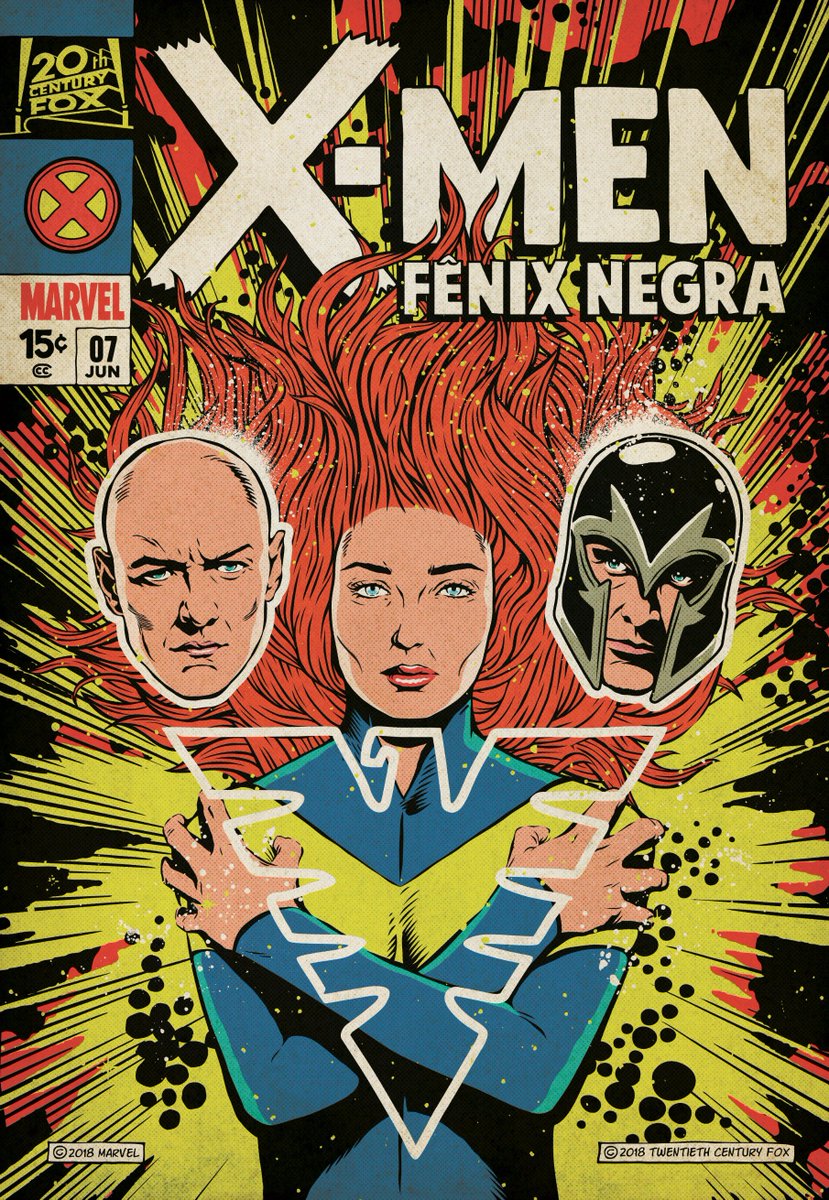 20th
CENTURY
FOX
X-MEN
FÊNIX NEGRA
MARVEL
15¢
CC
07
JUN
©2018 MARVEL
©2018 TWENTIETH CENTURY FOX